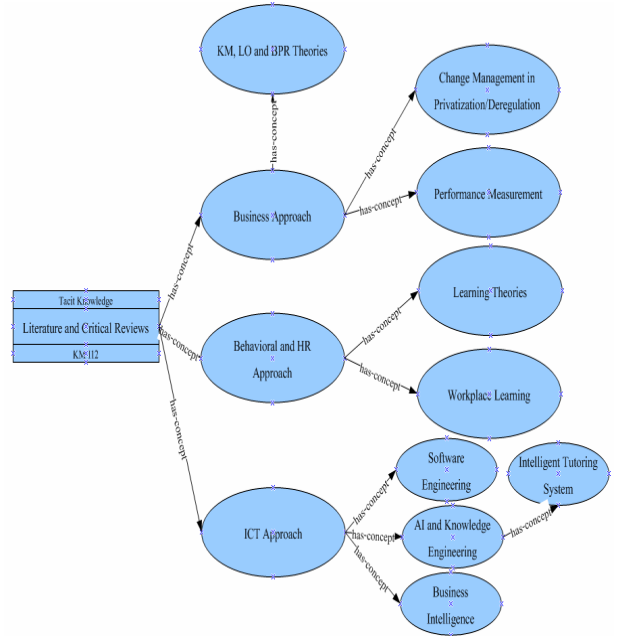 KM, LO and BPR Theories
has-concept
Change Management in
Privatization/Deregulation
has-concept
Performance Measurement
has-concept
Business Approach
has-concept
Tacit Knowledge
Literature and Critical Reviews
KM-I12
has-concept
Behavioral and HR
Approach
has-concept
Learning Theories
has-concept
Workplace Learning
has-concept
ICT Approach
has-concept
Software
Engineering
has-concept
AI and Knowledge
Engineering
has-concept
Intelligent Tutoring
System
has-concept
Business
Intelligence